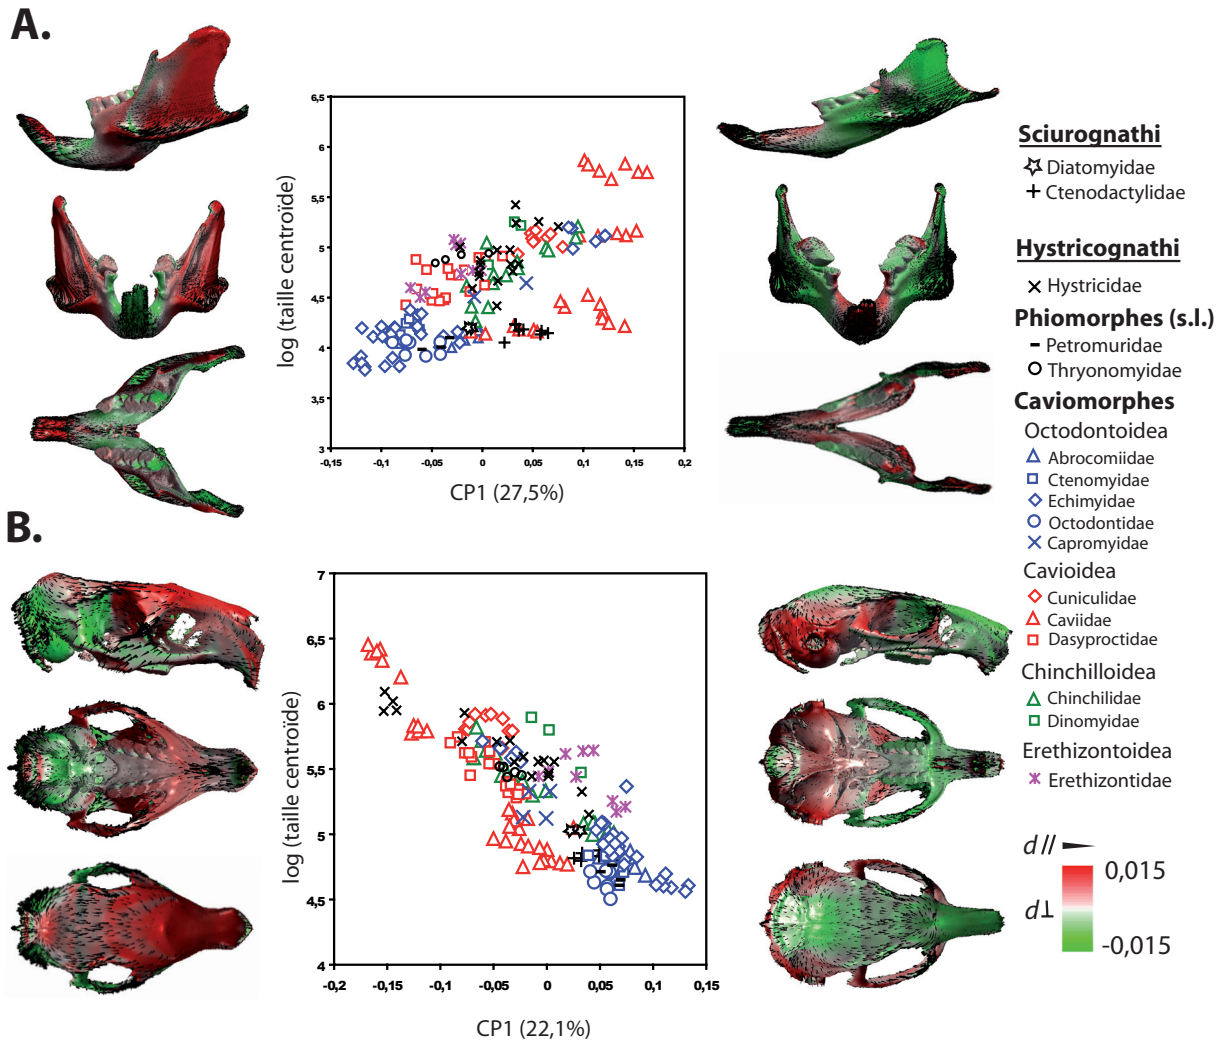 A.
log (taille centroïde)
6,5
6
5,5
5
4,5
4
3,5
3
-0,15
-0,1
-0,05
0
0,05
0,1
0,15
0,2
CP1 (27,5%)
B.
log (taille centroïde)
7
6,5
6
5,5
5
4,5
4
-0,2
-0,15
-0,1
-0,05
0
0,05
0,1
0,15
CP1 (22,1%)
Sciurognathi
Diatomyidae
Ctenodactylidae
Hystricognathi
Hystricidae
Phiomorphes (s.l.)
Petromuridae
Thryonomyidae
Caviomorphes
Octodontoidea
Abrocomiidae
Ctenomyidae
Echimyidae
Octodontidae
Capromyidae
Cavioidea
Cuniculidae
Caviidae
Dasyproctidae
Chinchilloidea
Chinchilidae
Dinomyidae
Erethizontoidea
Erethizontidae
d //
d⊥
0,015
-0,015